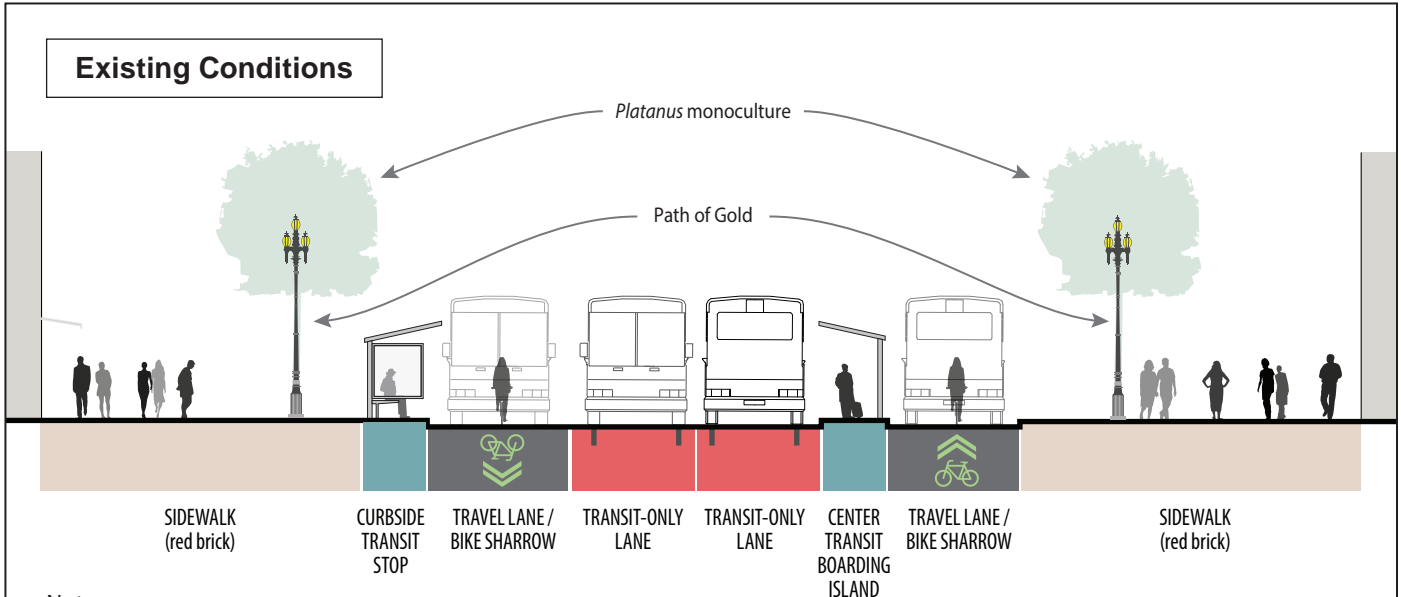 Existing Conditions
Platanus monoculture
Path of Gold
SIDEWALK
(red brick)
CURBSIDE
TRANSIT
STOP
TRAVEL LANE /
BIKE SHARROW
TRANSIT-ONLY
LANE
TRANSIT-ONLY
LANE
CENTER
TRANSIT
BOARDING
ISLAND
TRAVEL LANE /
BIKE SHARROW
SIDEWALK
(red brick)